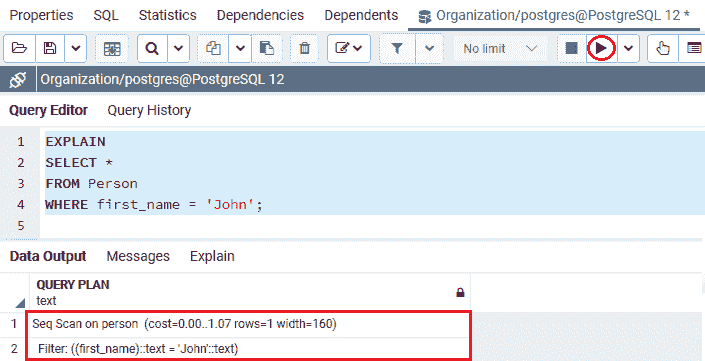 Properties SQL Statistics Dependencies Dependents Organization/postgres@PostgreSQL 12 *
No limit
Organization/postgres@PostgreSQL 12
Query Editor Query History
1 EXPLAIN
2 SELECT *
3 FROM Person
4 WHERE first_name = 'John';
5
Data Output Messages Explain
QUERY PLAN
text
1 Seq Scan on person (cost=0.00..1.07 rows=1 width=160)
2 Filter: ((first_name)::text = 'John'::text)